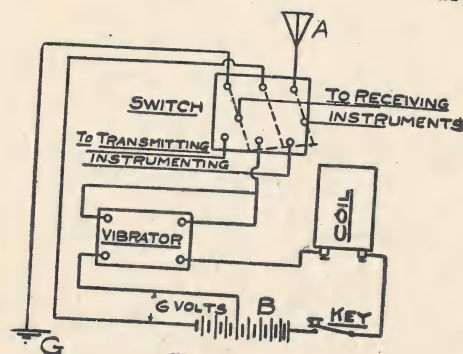 A
SWITCH
TO RECEIVING
INSTRUMENTS
TO TRANSMITTING
INSTRUMENTING
COIL
VIBRATOR
6 VOLTS
B
KEY
G